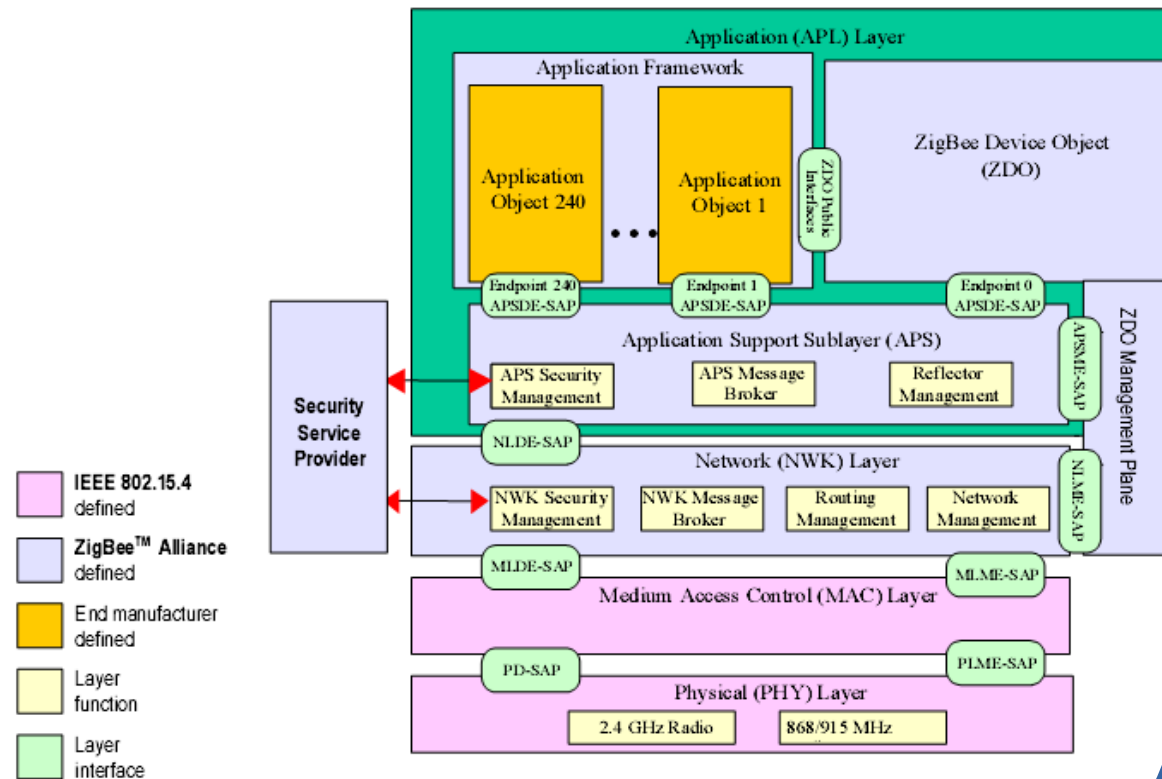 Application (APL) Layer
Application Framework
Application
Object 240
• • •
Application
Object 1
ZDO Public
Interfaces
ZigBee Device Object
(ZDO)
Endpoint 240
APSDE-SAP
Endpoint 1
APSDE-SAP
Endpoint 0
APSDE-SAP
Application Support Sublayer (APS)
APS Security
Management
APS Message
Broker
Reflector
Management
APSME-SAP
ZDO Management Plane
Security
Service
Provider
NLDE-SAP
Network (NWK) Layer
NWK Security
Management
NWK Message
Broker
Routing
Management
Network
Management
NLME-SAP
MLDE-SAP
MLME-SAP
Medium Access Control (MAC) Layer
PD-SAP
PLME-SAP
Physical (PHY) Layer
2.4 GHz Radio
868/915 MHz
IEEE 802.15.4
defined
ZigBee™ Alliance
defined
End manufacturer
defined
Layer
function
Layer
interface